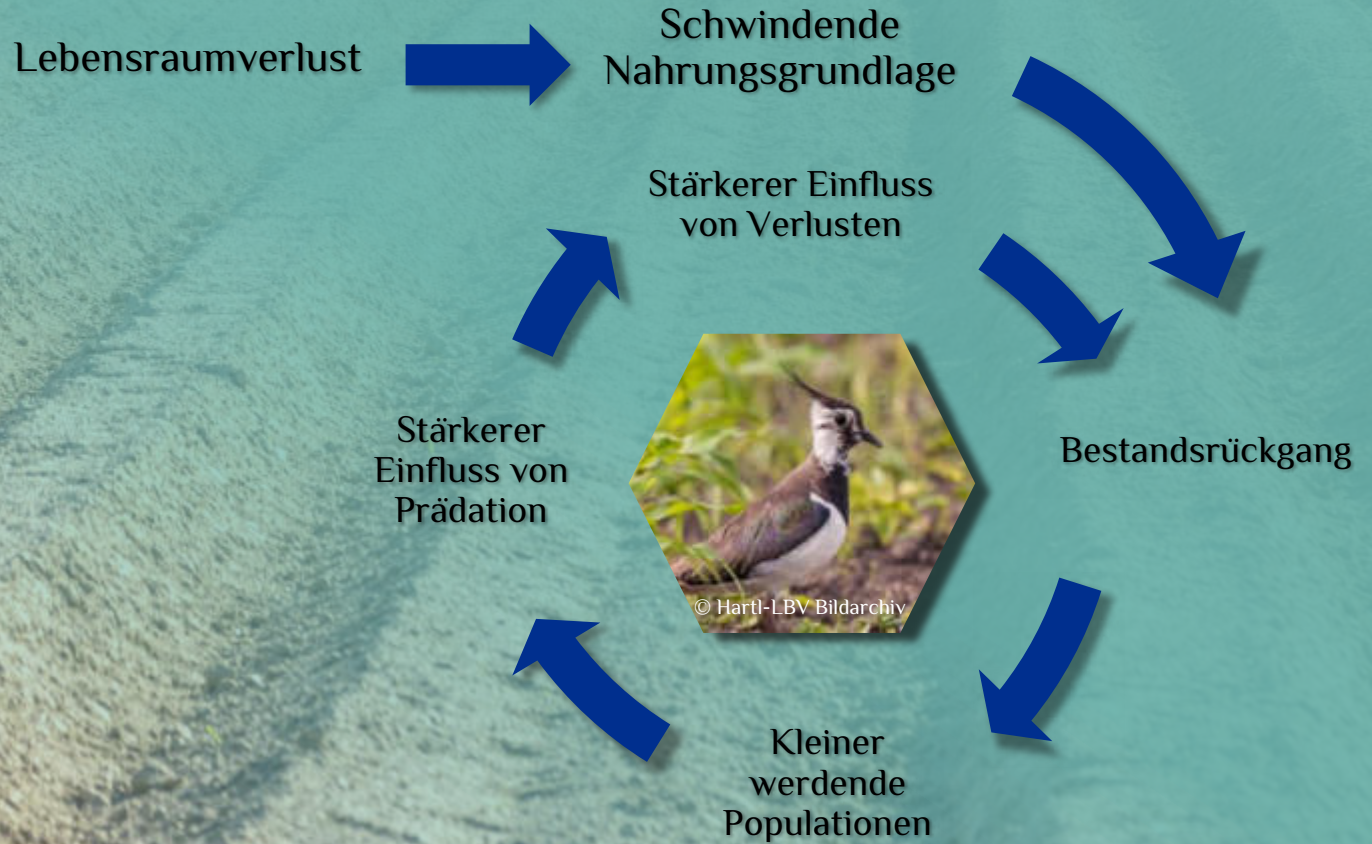 Lebensraumverlust
Schwindende
Nahrungsgrundlage
Stärkerer Einfluss
von Verlusten
Stärkerer
Einfluss von
Prädation
Bestandsrückgang
© Hartl-LBV Bildarchiv
Kleiner
werdende
Populationen